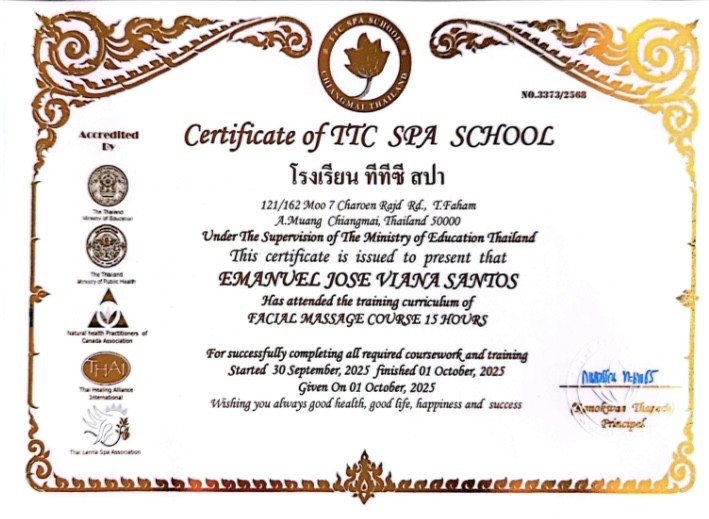 TTC SPA SCHOOL
CHIANGMAI THAILAND
NO.3373/2568
Accredited
By
The Thailand
Ministry of Education
The Thailand
Ministry of Public Health
Natural health Practitioners of
Canada Association
THAI
Thai Healing Alliance
International
Thai Lanna Spa Association
Certificate of TTC SPA SCHOOL
โรงเรียน ทีทีซี สปา
121/162 Moo 7 Charoen Rajd Rd., T.Faham
A.Muang Chiangmai, Thailand 50000
Under The Supervision of The Ministry of Education Thailand
This certificate is issued to present that
EMANUEL JOSE VIANA SANTOS
Has attended the training curriculum of
FACIAL MASSAGE COURSE 15 HOURS
For successfully completing all required coursework and training
Started 30 September, 2025 finished 01 October, 2025
Given On 01 October, 2025
Wishing you always good health, good life, happiness and success
Principel